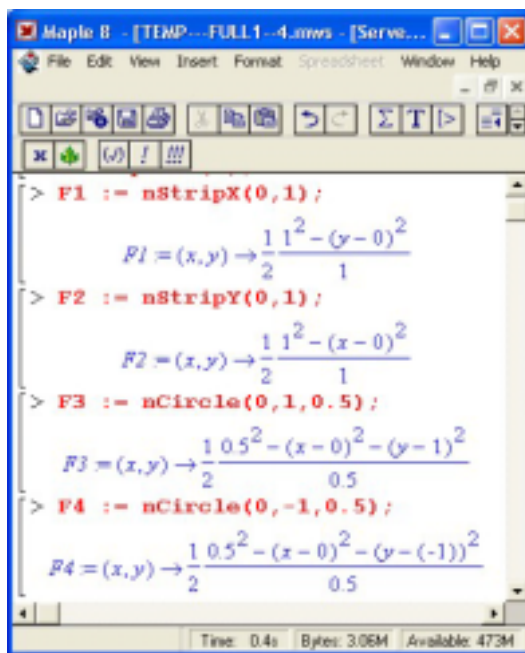 Maple 8 - [TEMP---FULL1--4.mws - [Serve...
File Edit View Insert Format Spreadsheet Window Help
Σ T [>
x (√) ! !!!
[> F1 := nStripX(0,1);
F1 := (x, y) → 1/2 (1^2 − (y − 0)^2)/1
[> F2 := nStripY(0,1);
F2 := (x, y) → 1/2 (1^2 − (x − 0)^2)/1
[> F3 := nCircle(0,1,0.5);
F3 := (x, y) → 1/2 (0.5^2 − (x − 0)^2 − (y − 1)^2)/0.5
[> F4 := nCircle(0,-1,0.5);
F4 := (x, y) → 1/2 (0.5^2 − (x − 0)^2 − (y − (−1))^2)/0.5
Time: 0.4s Bytes: 3.06M Available: 473M